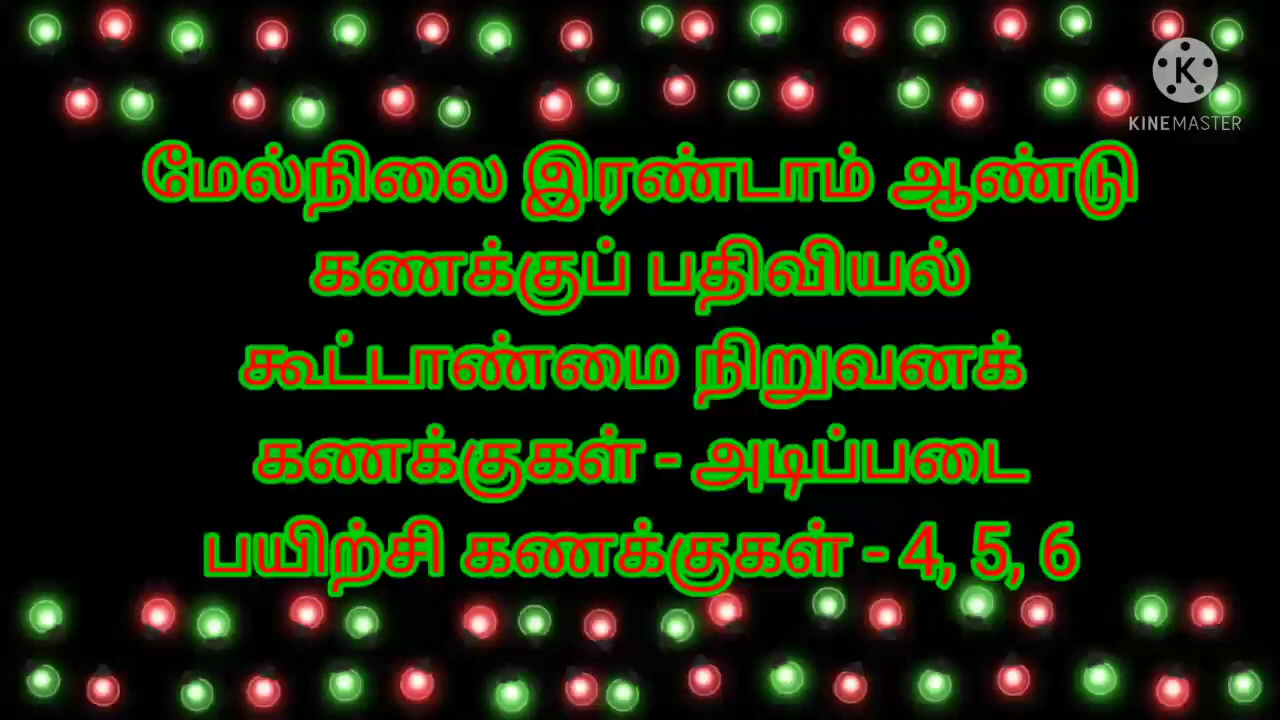 K
KINEMASTER
மேல்நிலை இரண்டாம் ஆண்டு
கணக்குப் பதிவியல்
கூட்டாண்மை நிறுவனக்
கணக்குகள் - அடிப்படை
பயிற்சி கணக்குகள் - 4, 5, 6